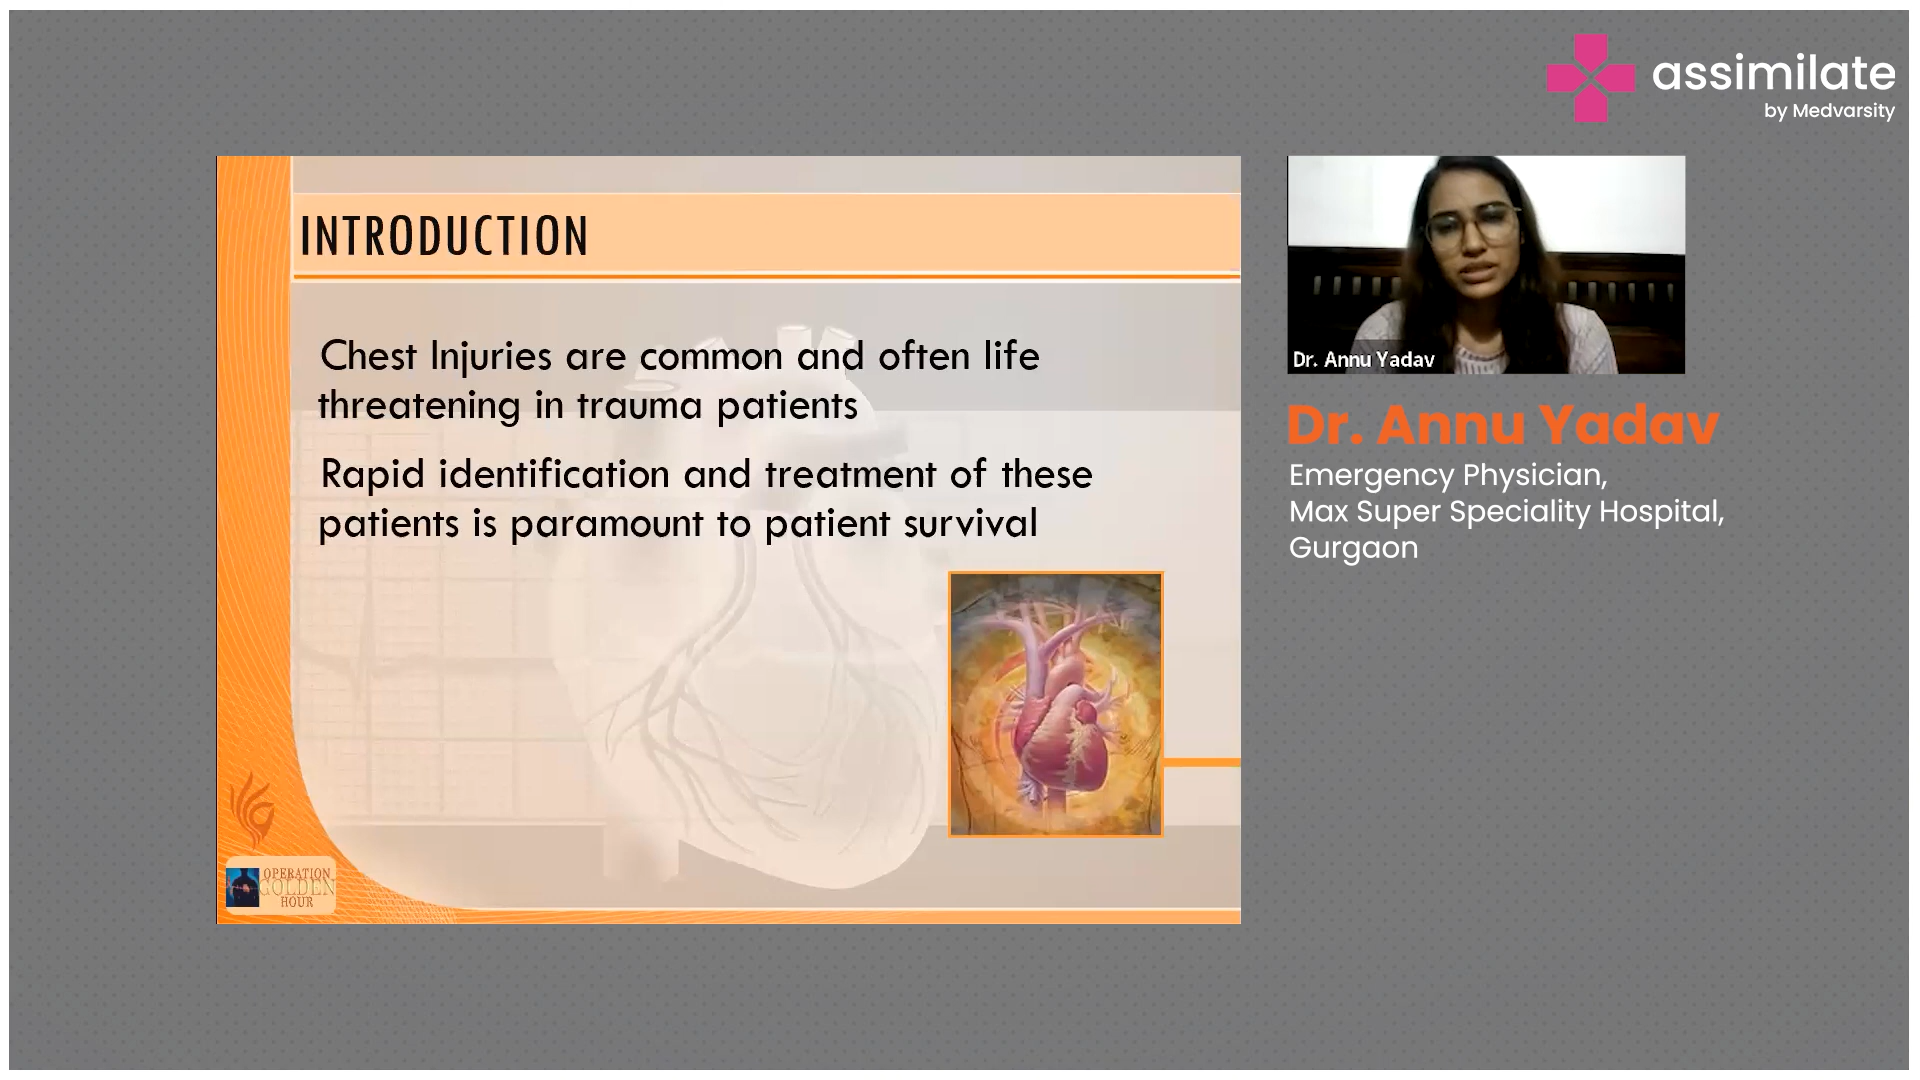 assimilate
by Medvarsity
INTRODUCTION
Chest Injuries are common and often life
threatening in trauma patients
Rapid identification and treatment of these
patients is paramount to patient survival
OPERATION
GOLDEN
HOUR
Dr. Annu Yadav
Dr. Annu Yadav
Emergency Physician,
Max Super Speciality Hospital,
Gurgaon